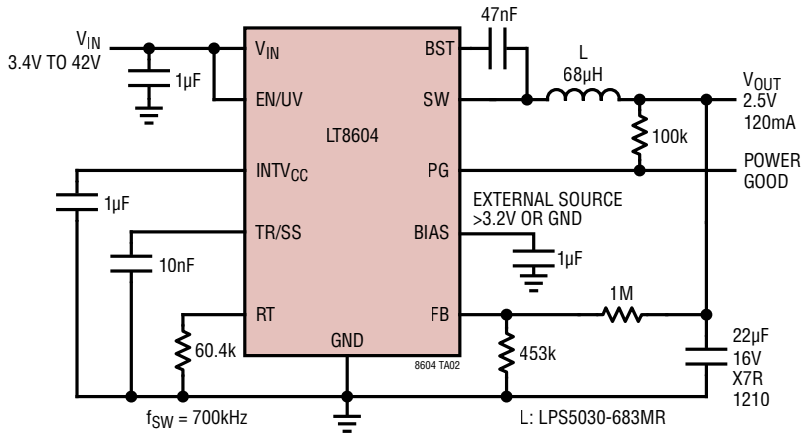 V_IN
3.4V TO 42V
1µF
V_IN
EN/UV
LT8604
INTV_CC
1µF
TR/SS
10nF
RT
60.4k
GND
8604 TA02
BST
47nF
SW
L
68µH
V_OUT
2.5V
120mA
100k
PG
POWER
GOOD
EXTERNAL SOURCE
>3.2V OR GND
BIAS
1µF
FB
1M
453k
22µF
16V
X7R
1210
f_SW = 700kHz
L: LPS5030-683MR